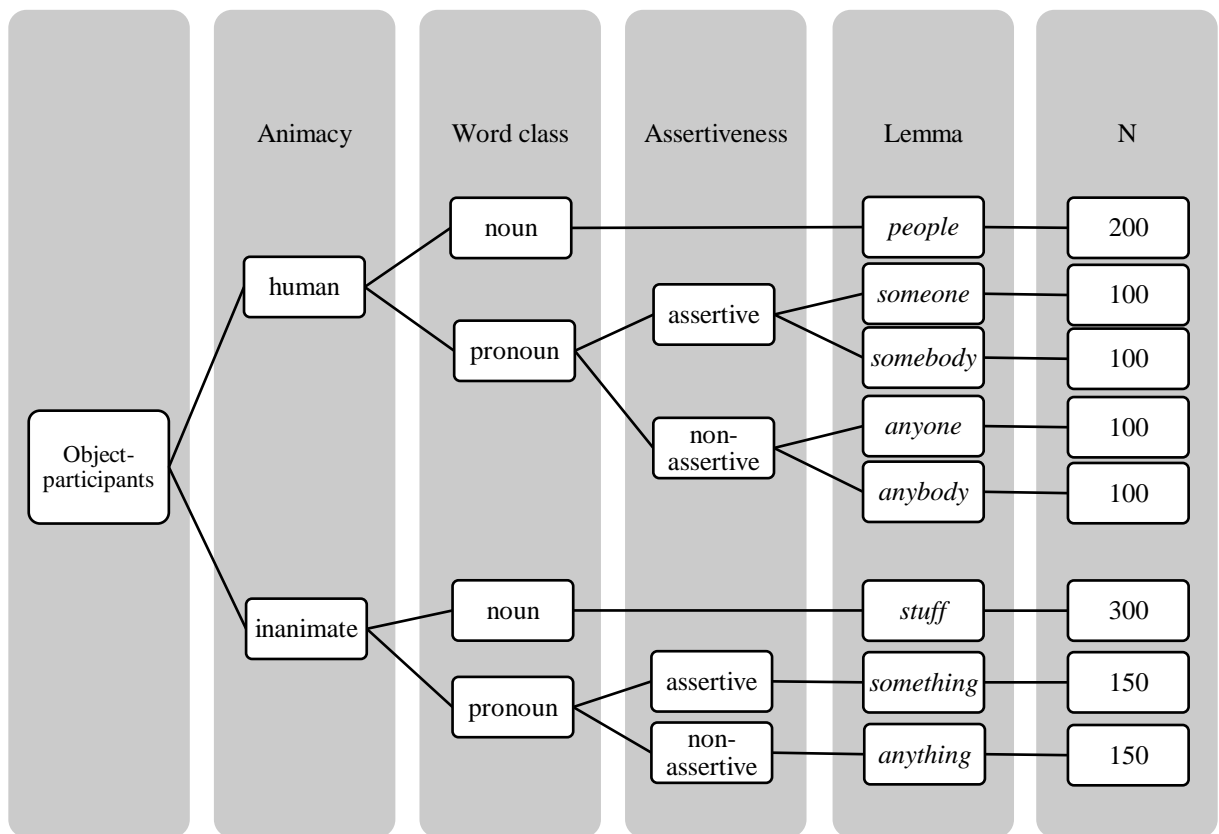 Animacy Word class Assertiveness Lemma N
noun people 200
human someone 100
assertive
pronoun somebody 100
anyone 100
non-
assertive
Object-
participants
anybody 100
noun stuff 300
inanimate
assertive something 150
pronoun
non-
assertive
anything 150